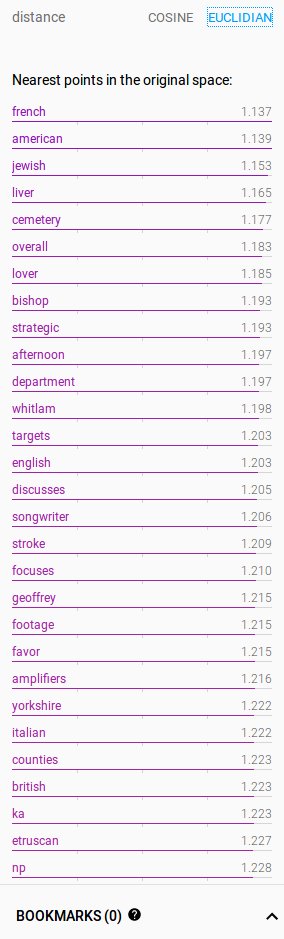 distance COSINE EUCLIDIAN
Nearest points in the original space:
french 1.137
american 1.139
jewish 1.153
liver 1.165
cemetery 1.177
overall 1.183
lover 1.185
bishop 1.193
strategic 1.193
afternoon 1.197
department 1.197
whitlam 1.198
targets 1.203
english 1.203
discusses 1.205
songwriter 1.206
stroke 1.209
focuses 1.210
geoffrey 1.215
footage 1.215
favor 1.215
amplifiers 1.216
yorkshire 1.222
italian 1.222
counties 1.223
british 1.223
ka 1.223
etruscan 1.227
np 1.228
BOOKMARKS (0) ?